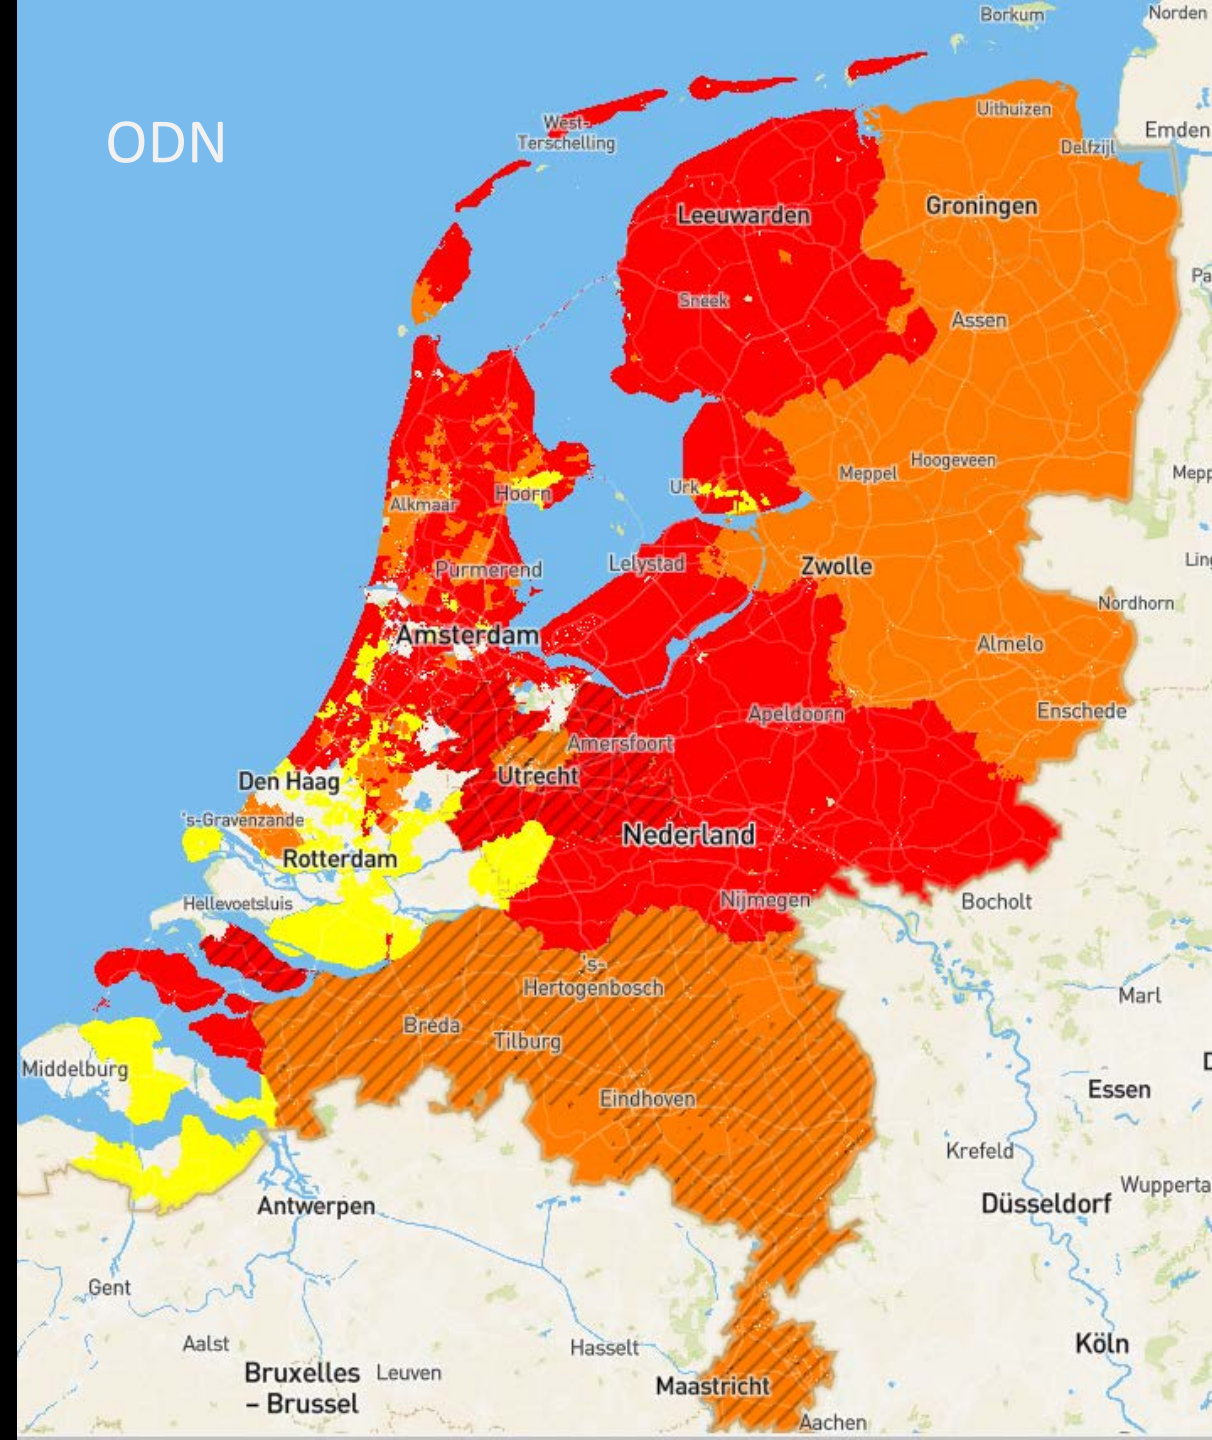 Borkum
Norden
ODN
West-
Terschelling
Uithuizen
Emden
Delfzijl
Leeuwarden
Groningen
Pa
Sneek
Assen
Meppel
Hoogeveen
Mepp
Urk
Alkmaar
Hoorn
Purmerend
Lelystad
Zwolle
Ling
Nordhorn
Amsterdam
Almelo
Apeldoorn
Enschede
Amersfoort
Den Haag
Utrecht
's-Gravenzande
Nederland
Rotterdam
Hellevoetsluis
Nijmegen
Bocholt
's-
Hertogenbosch
Marl
Breda
Tilburg
Middelburg
Eindhoven
Essen
D
Krefeld
Antwerpen
Düsseldorf
Wupperta
Gent
Aalst
Hasselt
Köln
Bruxelles
– Brussel
Leuven
Maastricht
Aachen